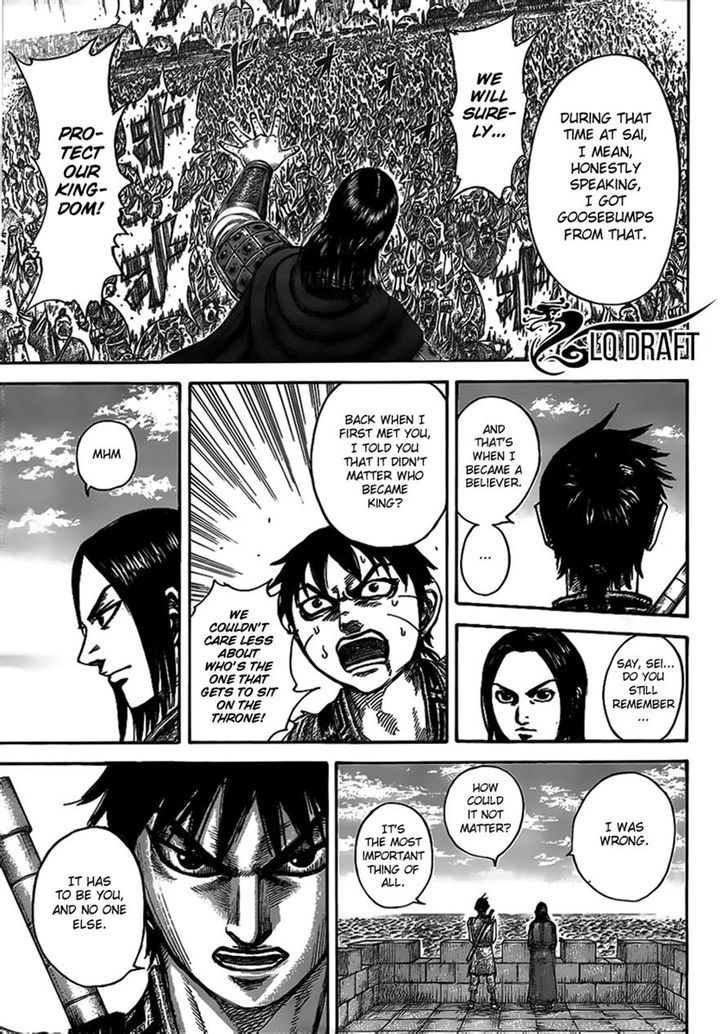 DURING THAT
TIME AT SAI,
I MEAN,
HONESTLY
SPEAKING,
I GOT
GOOSEBUMPS
FROM THAT.
WE
WILL
SURE-
LY...
PRO-
TECT
OUR
KING-
DOM!
LQ DRAFT
AND
THAT'S
WHEN I
BECAME A
BELIEVER.
...
SAY, SEI...
DO YOU
STILL
REMEMBER
...
BACK WHEN I
FIRST MET YOU,
I TOLD YOU
THAT IT DIDN'T
MATTER WHO
BECAME
KING?
WE
COULDN'T
CARE LESS
ABOUT
WHO'S THE
ONE THAT
GETS TO SIT
ON THE
THRONE!
MHM
I WAS
WRONG.
HOW
COULD
IT NOT
MATTER?
IT'S
THE MOST
IMPORTANT
THING OF
ALL.
IT HAS
TO BE YOU,
AND NO ONE
ELSE.